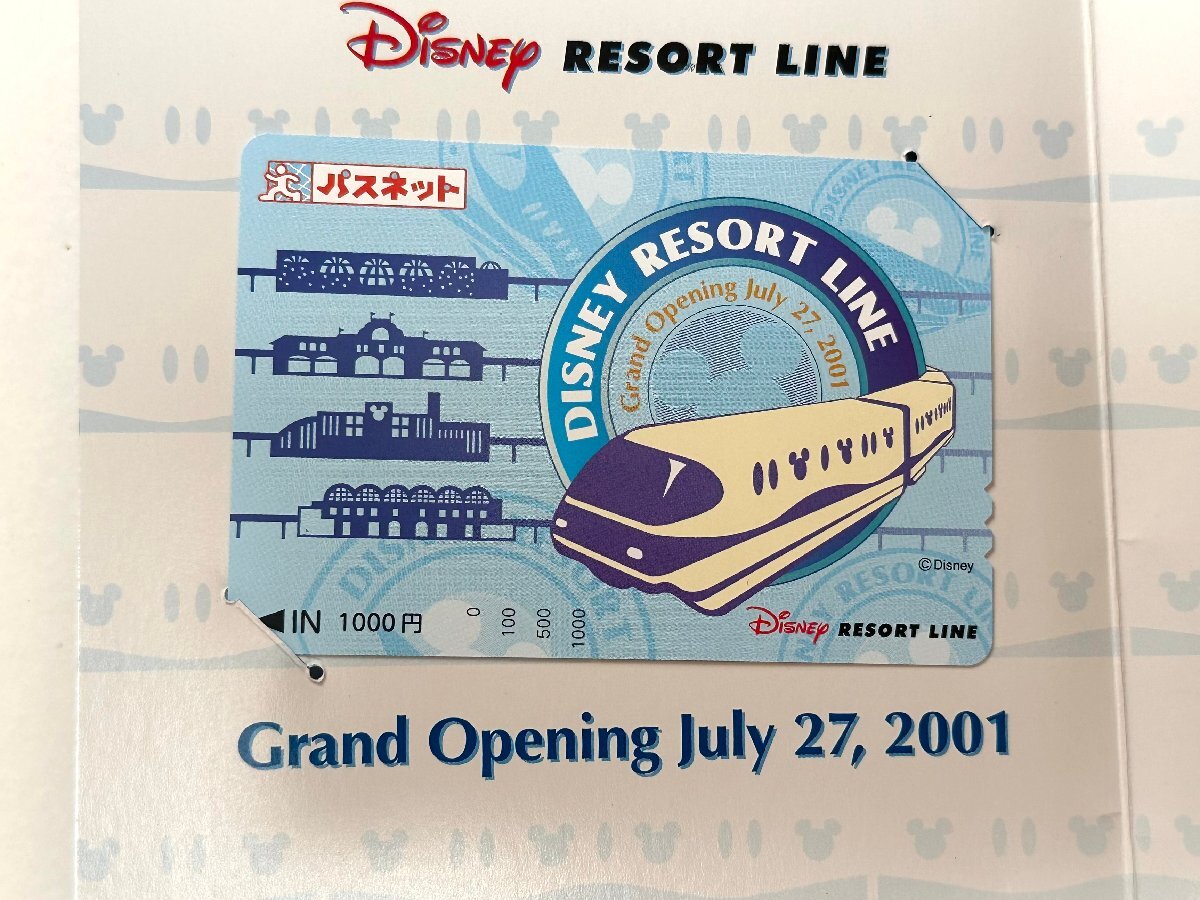 Disney RESORT LINE
パスネット
DISNEY RESORT LINE
Grand Opening July 27, 2001
©Disney
◀IN 1000円
0
100
500
1000
Disney RESORT LINE
Grand Opening July 27, 2001